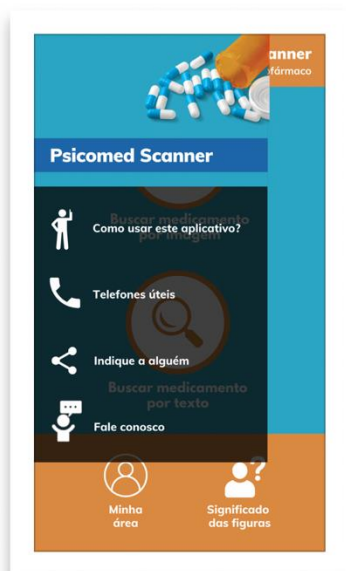 anner
fármaco
Psicomed Scanner
Buscar medicamento
por imagem
Como usar este aplicativo?
Telefones úteis
Indique a alguém
Buscar medicamento
por texto
Fale conosco
Minha
área
Significado
das figuras